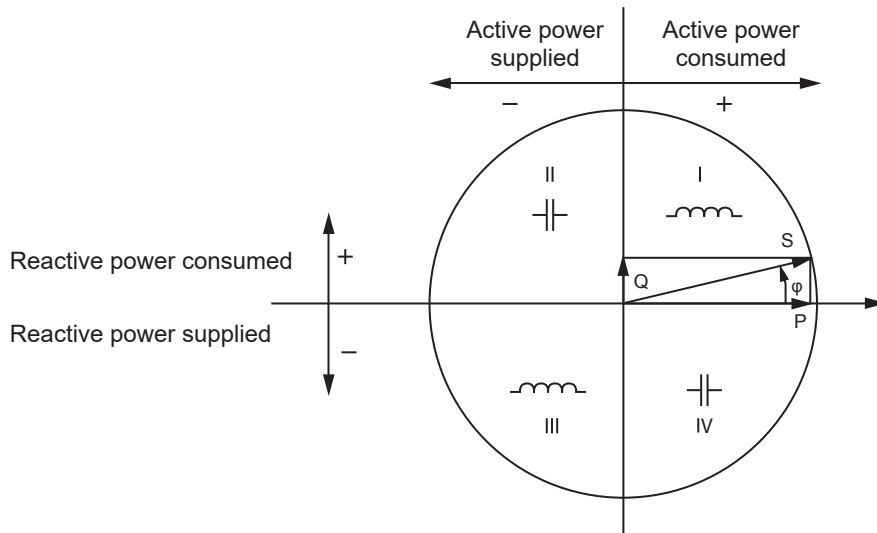 Active power
supplied
Active power
consumed
−
+
II
I
S
Reactive power consumed
+
Q
φ
Reactive power supplied
P
−
III
IV